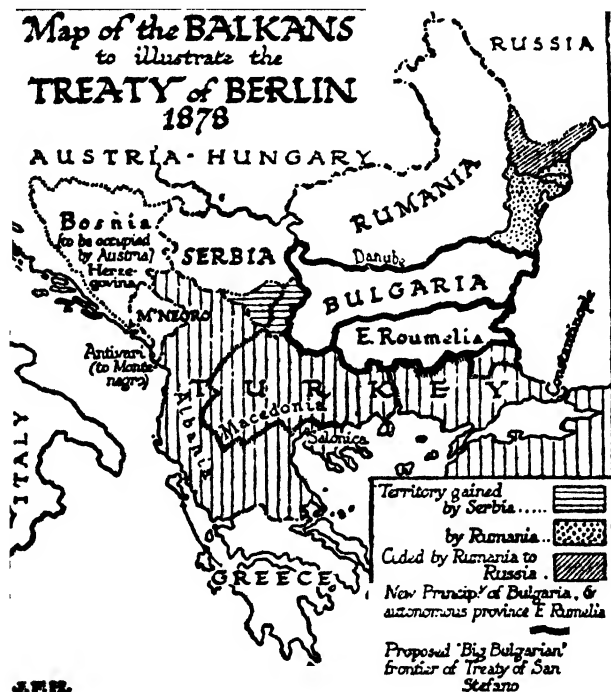 Map of the BALKANS
to illustrate the
TREATY of BERLIN
1878
RUSSIA
AUSTRIA-HUNGARY
RUMANIA
Bosnia
(to be occupied
by Austria)
Herze-
govina
SERBIA
Danube
BULGARIA
Mt NEGRO
E. Roumelia
Constantinople
Antivari
(to Monte-
negro)
TURKEY
Albania
Macedonia
Salonica
ITALY
GREECE
Territory gained
by Serbia.....
by Rumania..
Ceded by Rumania to
Russia .
New Princip.y of Bulgaria, &
autonomous province E Rumelia
Proposed 'Big Bulgarian'
frontier of Treaty of San
Stefano
J.F.H.